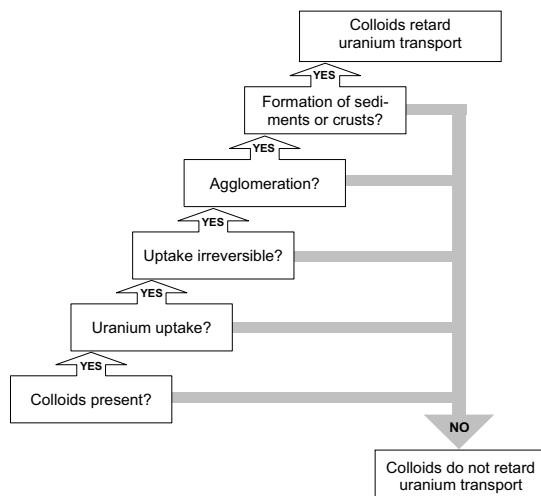 Colloids retard
uranium transport
YES
Formation of sedi-
ments or crusts?
YES
Agglomeration?
YES
Uptake irreversible?
YES
Uranium uptake?
YES
Colloids present?
NO
Colloids do not retard
uranium transport